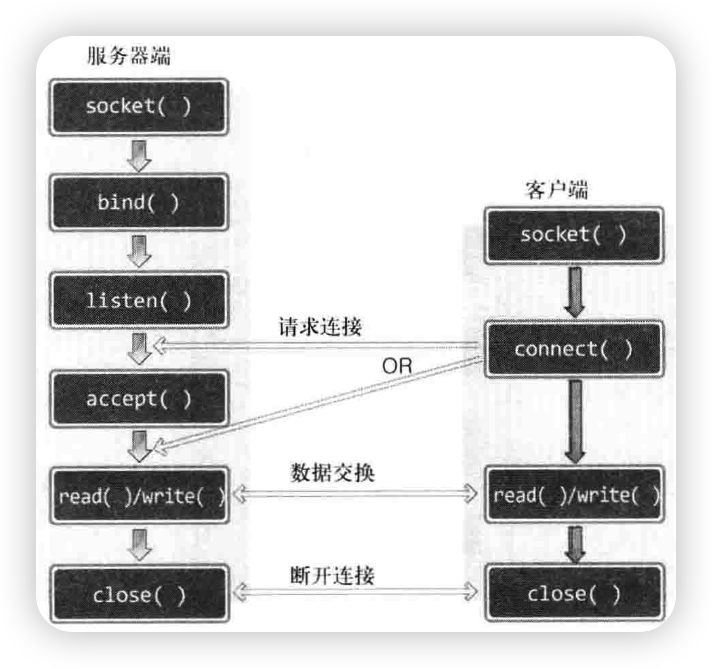 服务器端
socket( )
bind( )
listen( )
accept( )
read( )/write( )
close( )
请求连接
OR
数据交换
断开连接
客户端
socket( )
connect( )
read( )/write( )
close( )